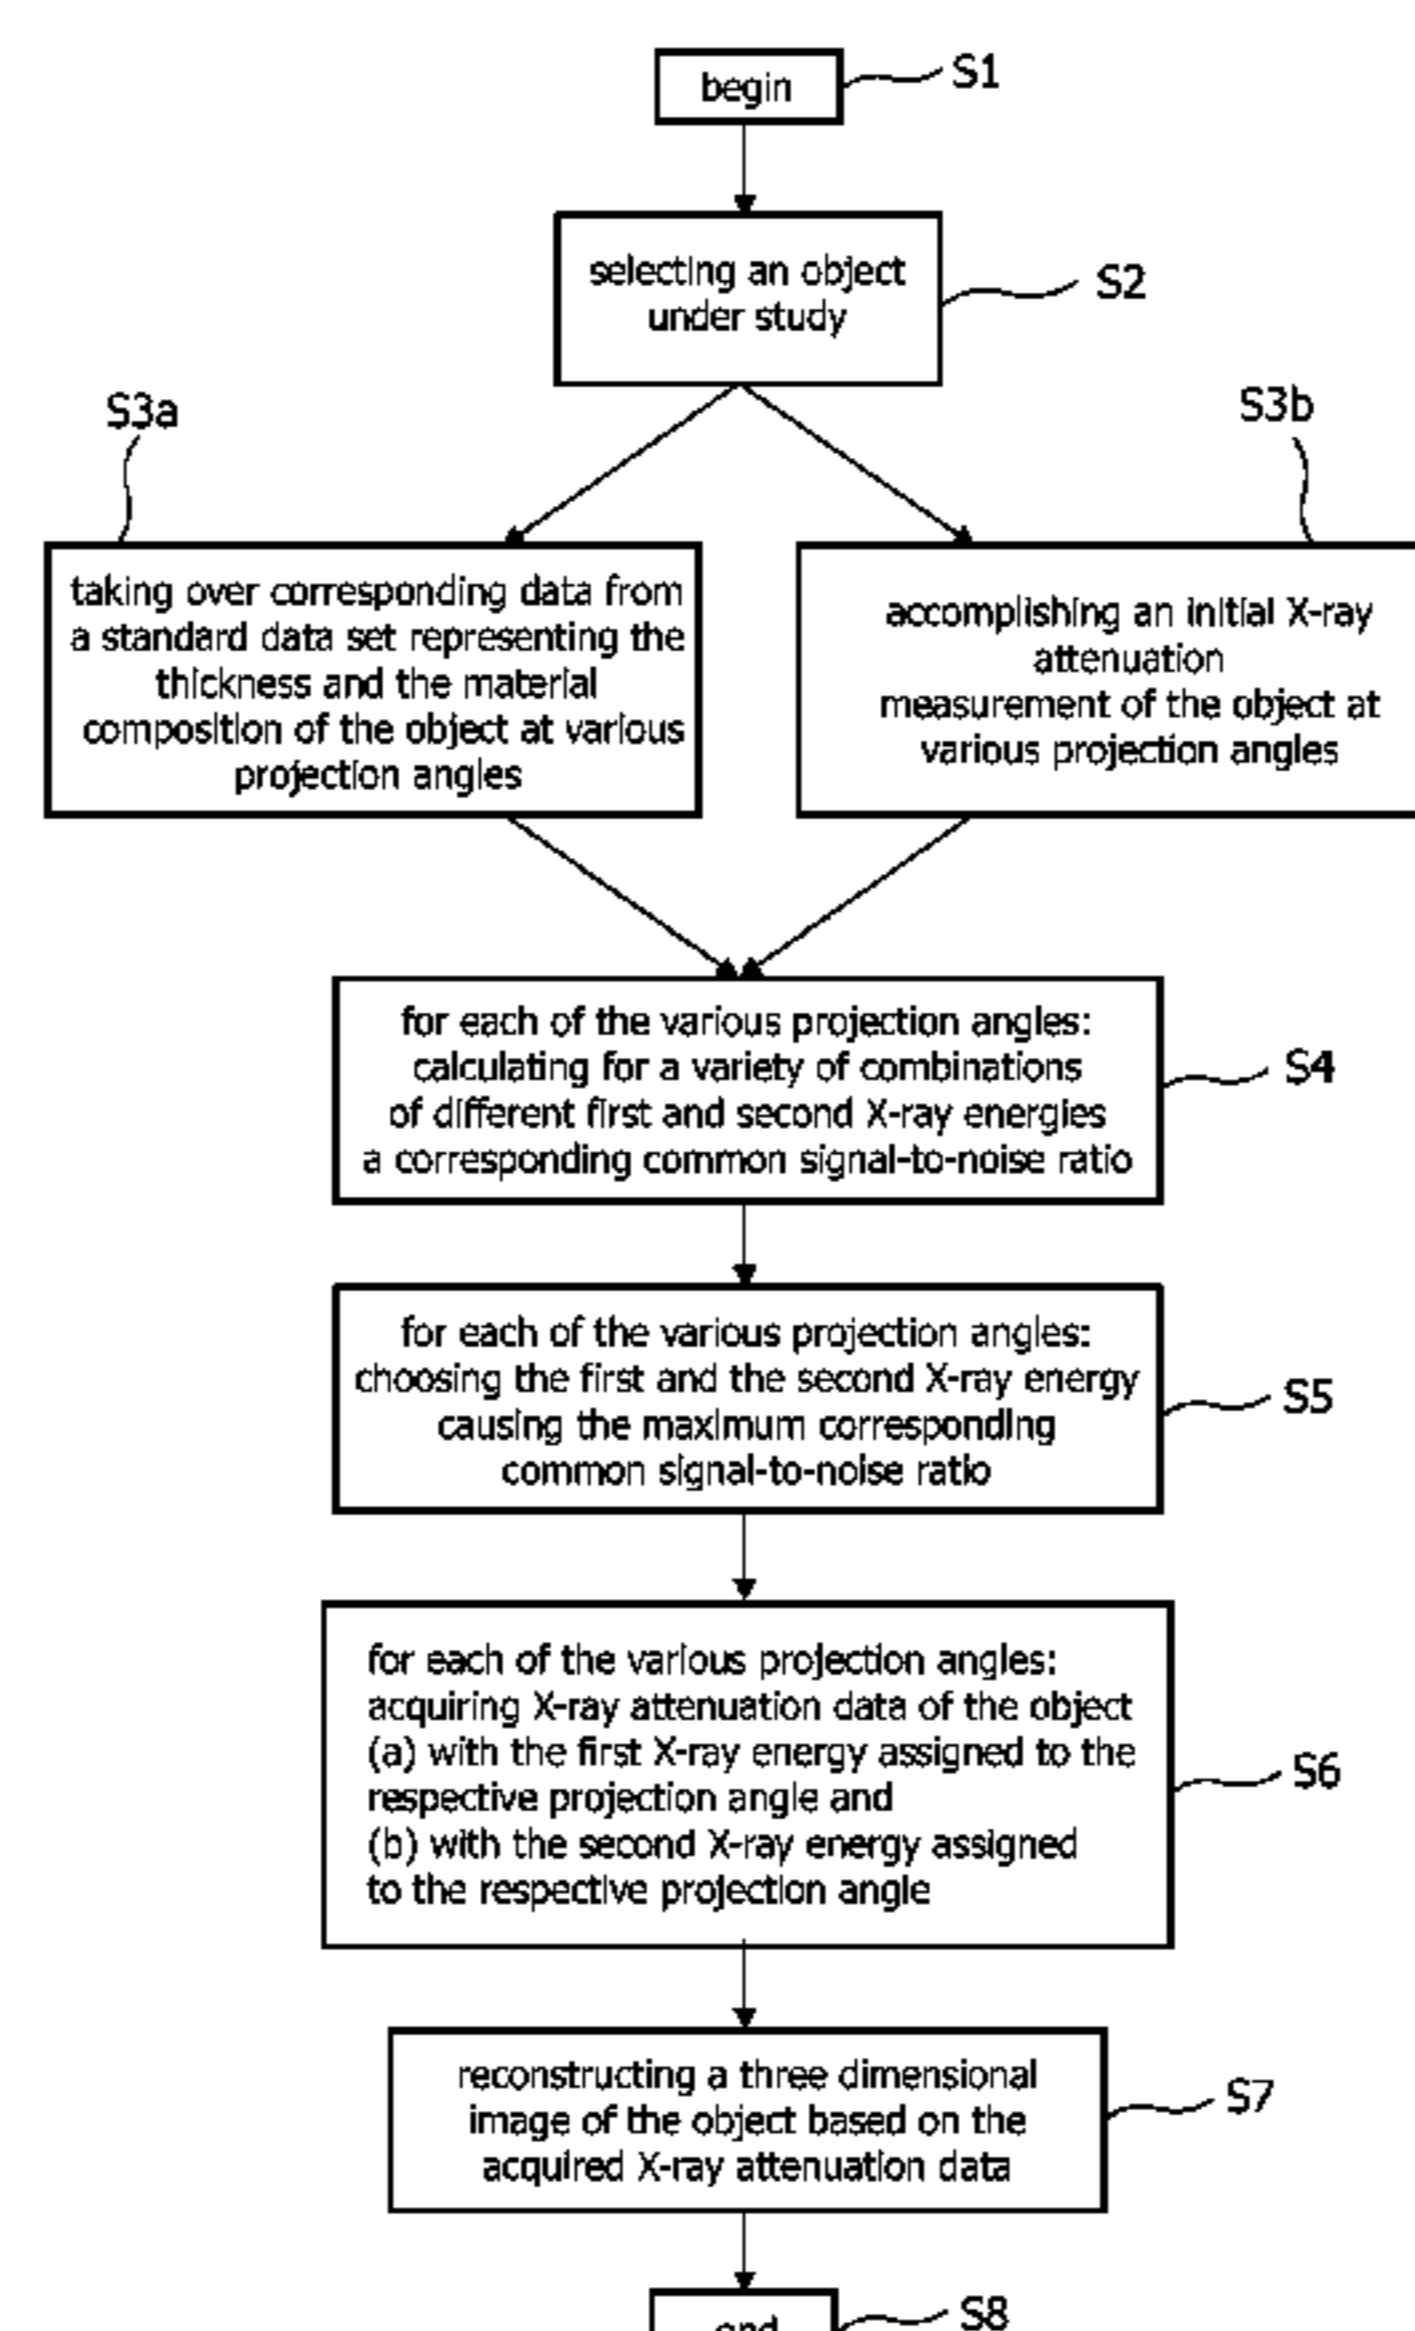 begin
S1
selecting an object
under study
S2
S3a
S3b
taking over corresponding data from
a standard data set representing the
thickness and the material
composition of the object at various
projection angles
accomplishing an initial X-ray
attenuation
measurement of the object at
various projection angles
for each of the various projection angles:
calculating for a variety of combinations
of different first and second X-ray energies
a corresponding common signal-to-noise ratio
S4
for each of the various projection angles:
choosing the first and the second X-ray energy
causing the maximum corresponding
common signal-to-noise ratio
S5
for each of the various projection angles:
acquiring X-ray attenuation data of the object
(a) with the first X-ray energy assigned to the
respective projection angle and
(b) with the second X-ray energy assigned
to the respective projection angle
S6
reconstructing a three dimensional
image of the object based on the
acquired X-ray attenuation data
S7
end
S8